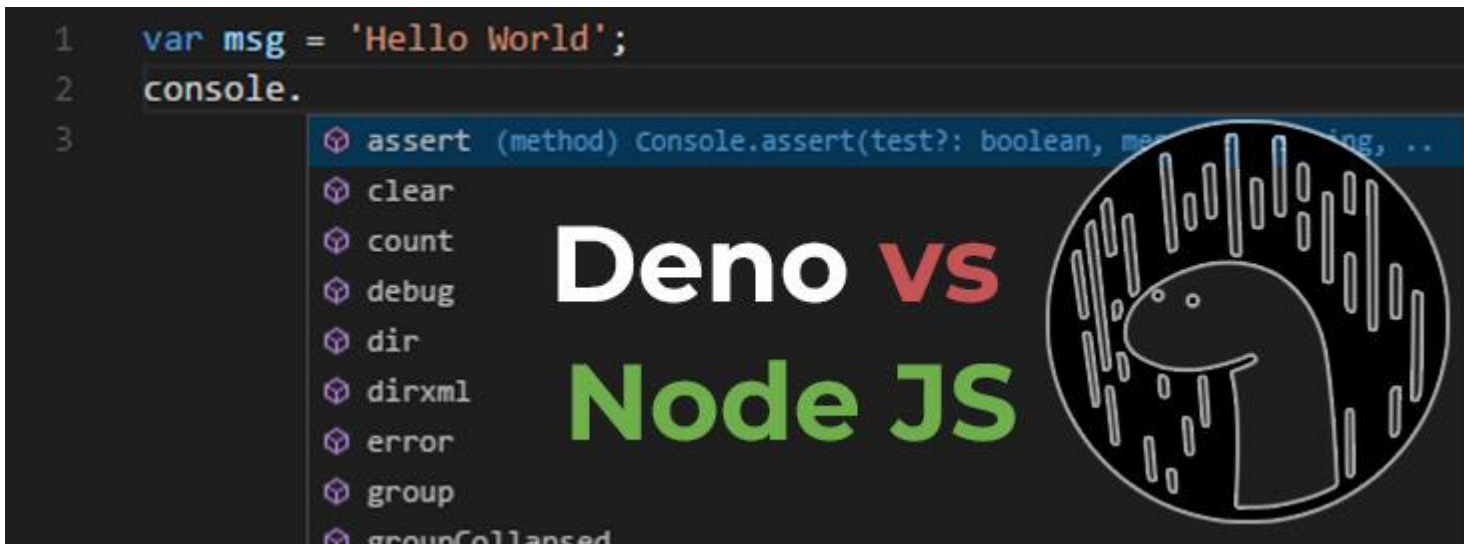 1 var msg = 'Hello World';
2 console.
3
assert (method) Console.assert(test?: boolean, ..
clear
count
debug
dir
dirxml
error
group
groupCollapsed
Deno vs
Node JS